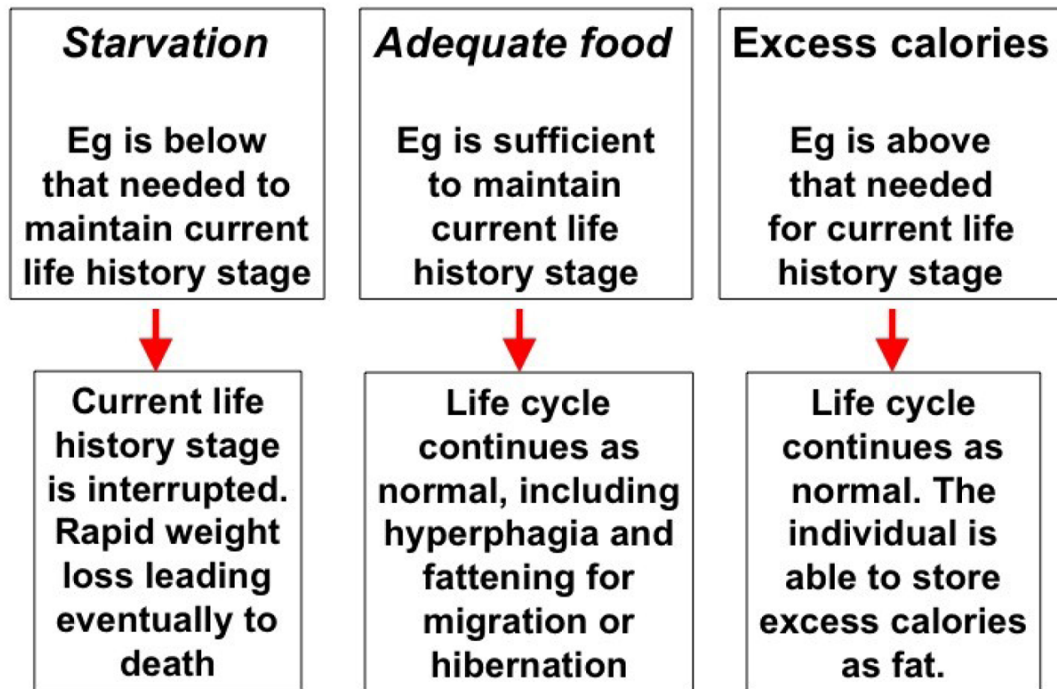 Starvation
Eg is below
that needed to
maintain current
life history stage
Current life
history stage
is interrupted.
Rapid weight
loss leading
eventually to
death
Adequate food
Eg is sufficient
to maintain
current life
history stage
Life cycle
continues as
normal, including
hyperphagia and
fattening for
migration or
hibernation
Excess calories
Eg is above
that needed
for current life
history stage
Life cycle
continues as
normal. The
individual is
able to store
excess calories
as fat.